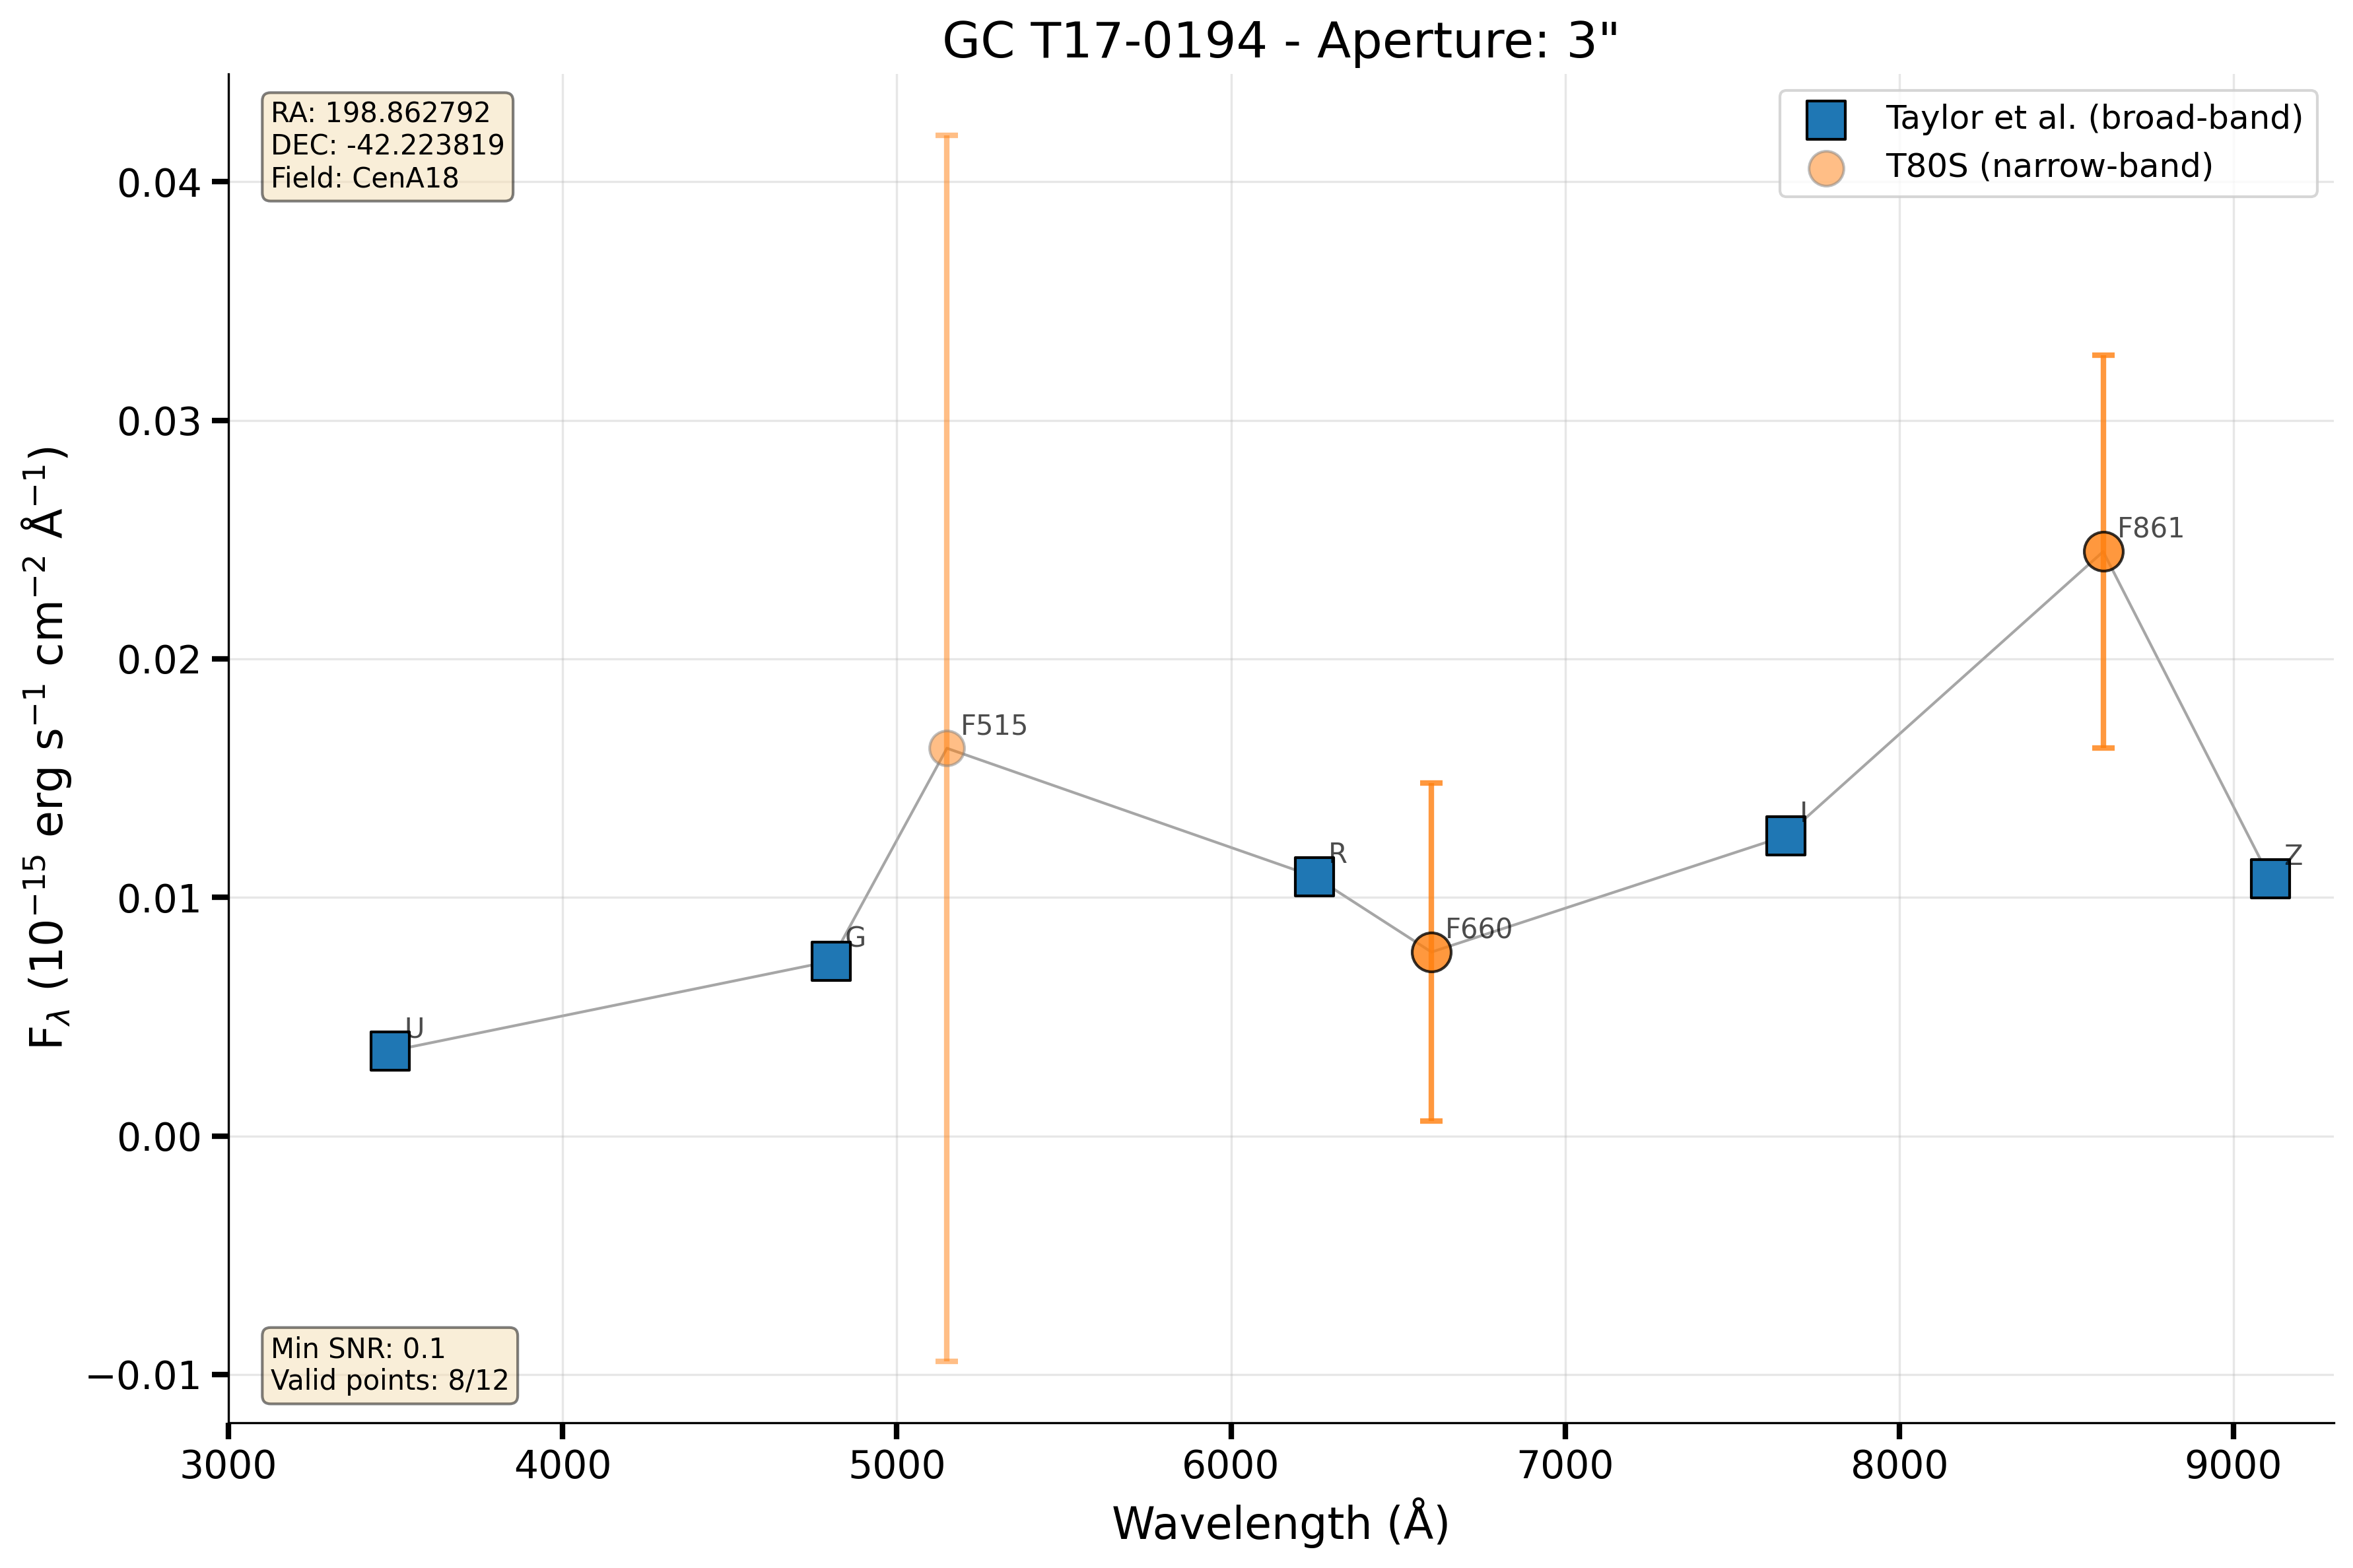 GC T17-0194 - Aperture: 3"
RA: 198.862792
DEC: -42.223819
Field: CenA18
Taylor et al. (broad-band)
T80S (narrow-band)
0.04
0.03
0.02
0.01
0.00
−0.01
F$_{λ}$ (10$^{−15}$ erg s$^{−1}$ cm$^{−2}$ Å$^{−1}$)
U
G
F515
R
F660
I
F861
Z
Min SNR: 0.1
Valid points: 8/12
3000 4000 5000 6000 7000 8000 9000
Wavelength (Å)